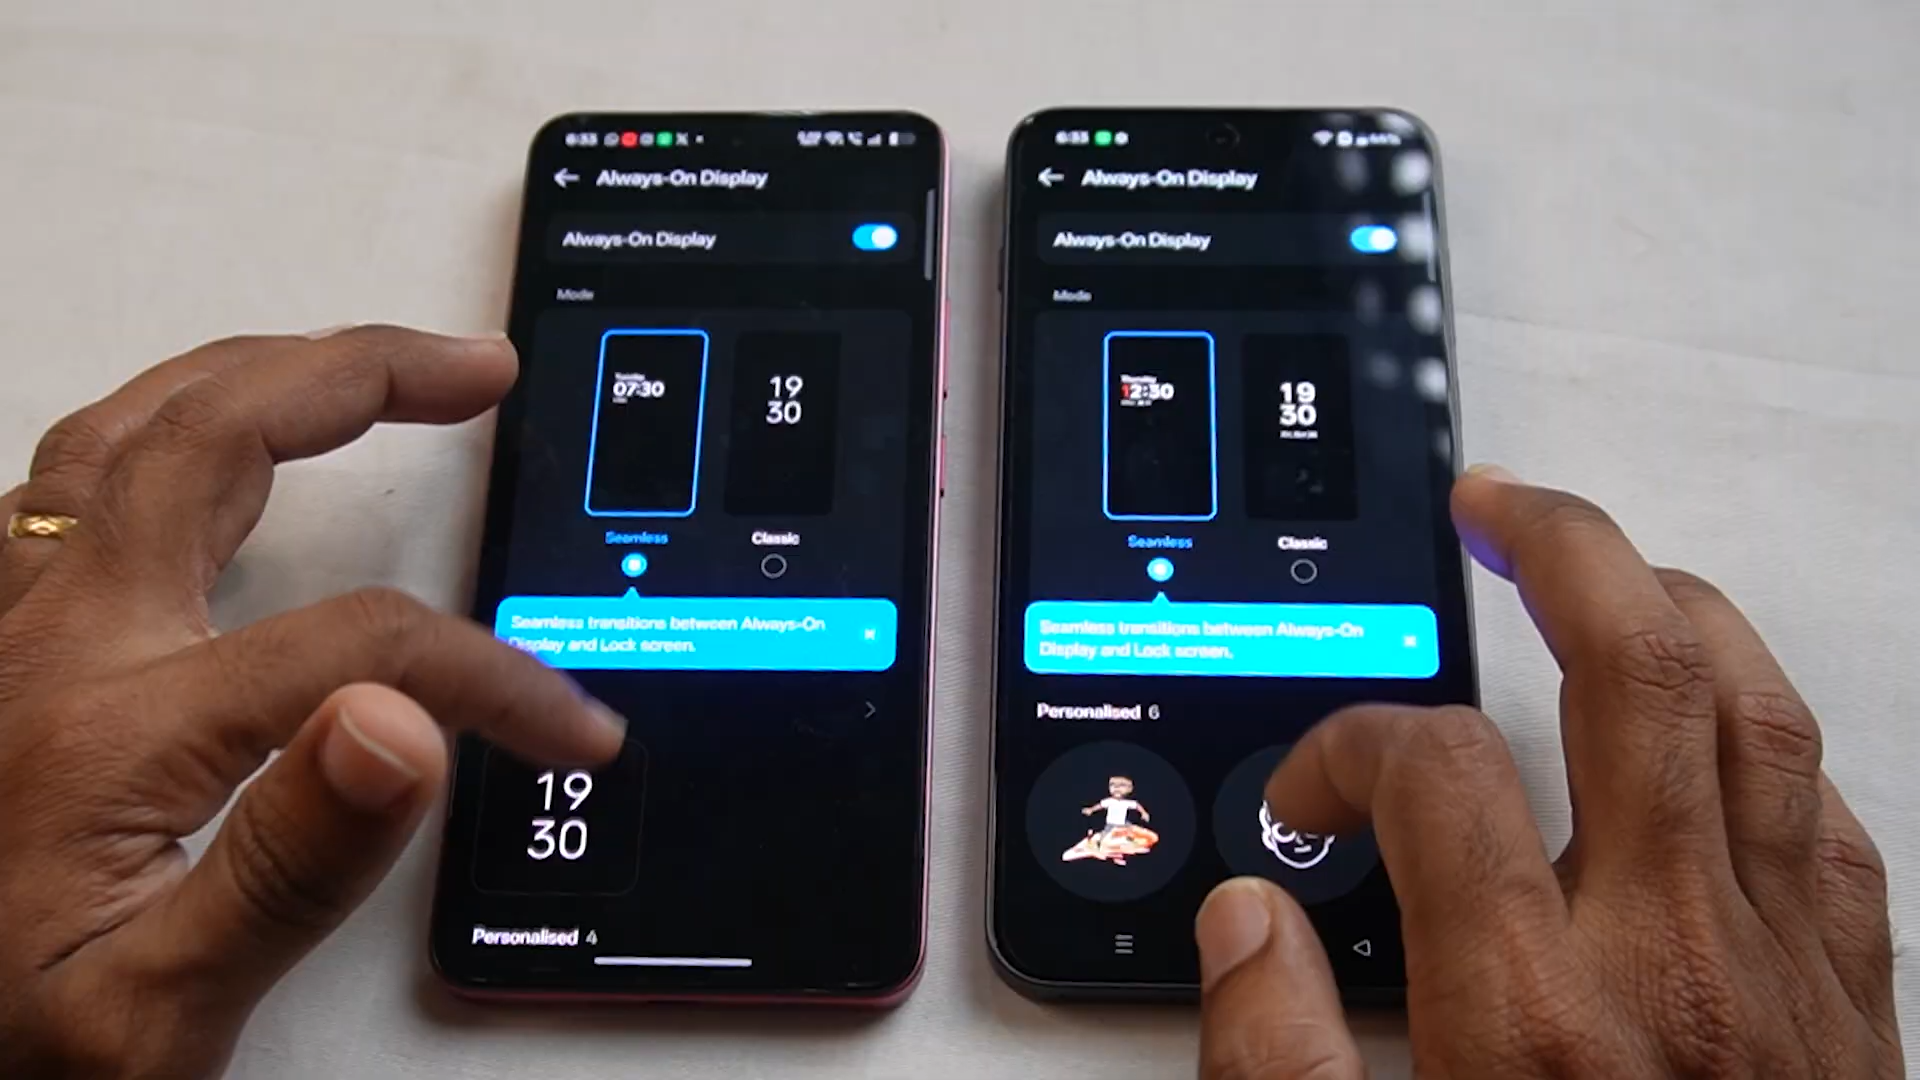 6:33
Always-On Display
Always-On Display
Mode
Tuesday
07:30
19
30
Seamless
Classic
Seamless transitions between Always-On
Display and Lock screen.
19
30
Personalised 4
6:33
Always-On Display
Always-On Display
Mode
Thursday
12:30
19
30
Seamless
Classic
Seamless transitions between Always-On
Display and Lock screen.
Personalised 6